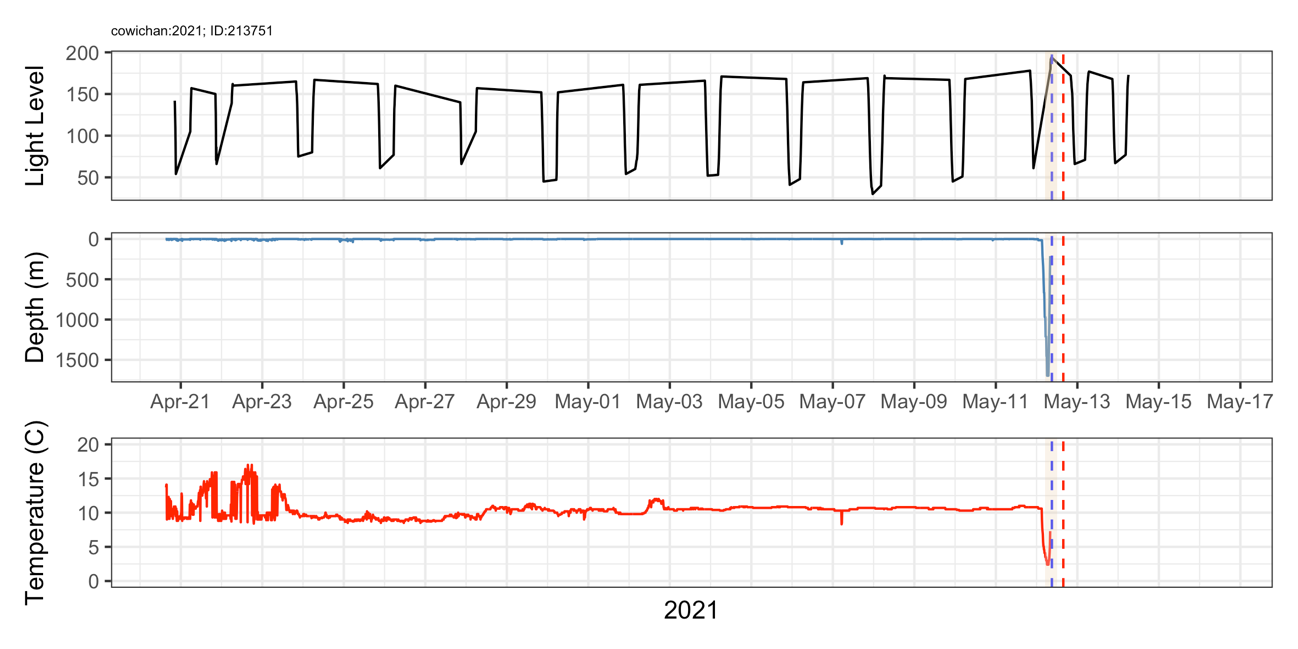 cowichan:2021; ID:213751
Light Level
200
150
100
50
Depth (m)
0
500
1000
1500
Apr-21 Apr-23 Apr-25 Apr-27 Apr-29 May-01 May-03 May-05 May-07 May-09 May-11 May-13 May-15 May-17
Temperature (C)
20
15
10
5
0
2021